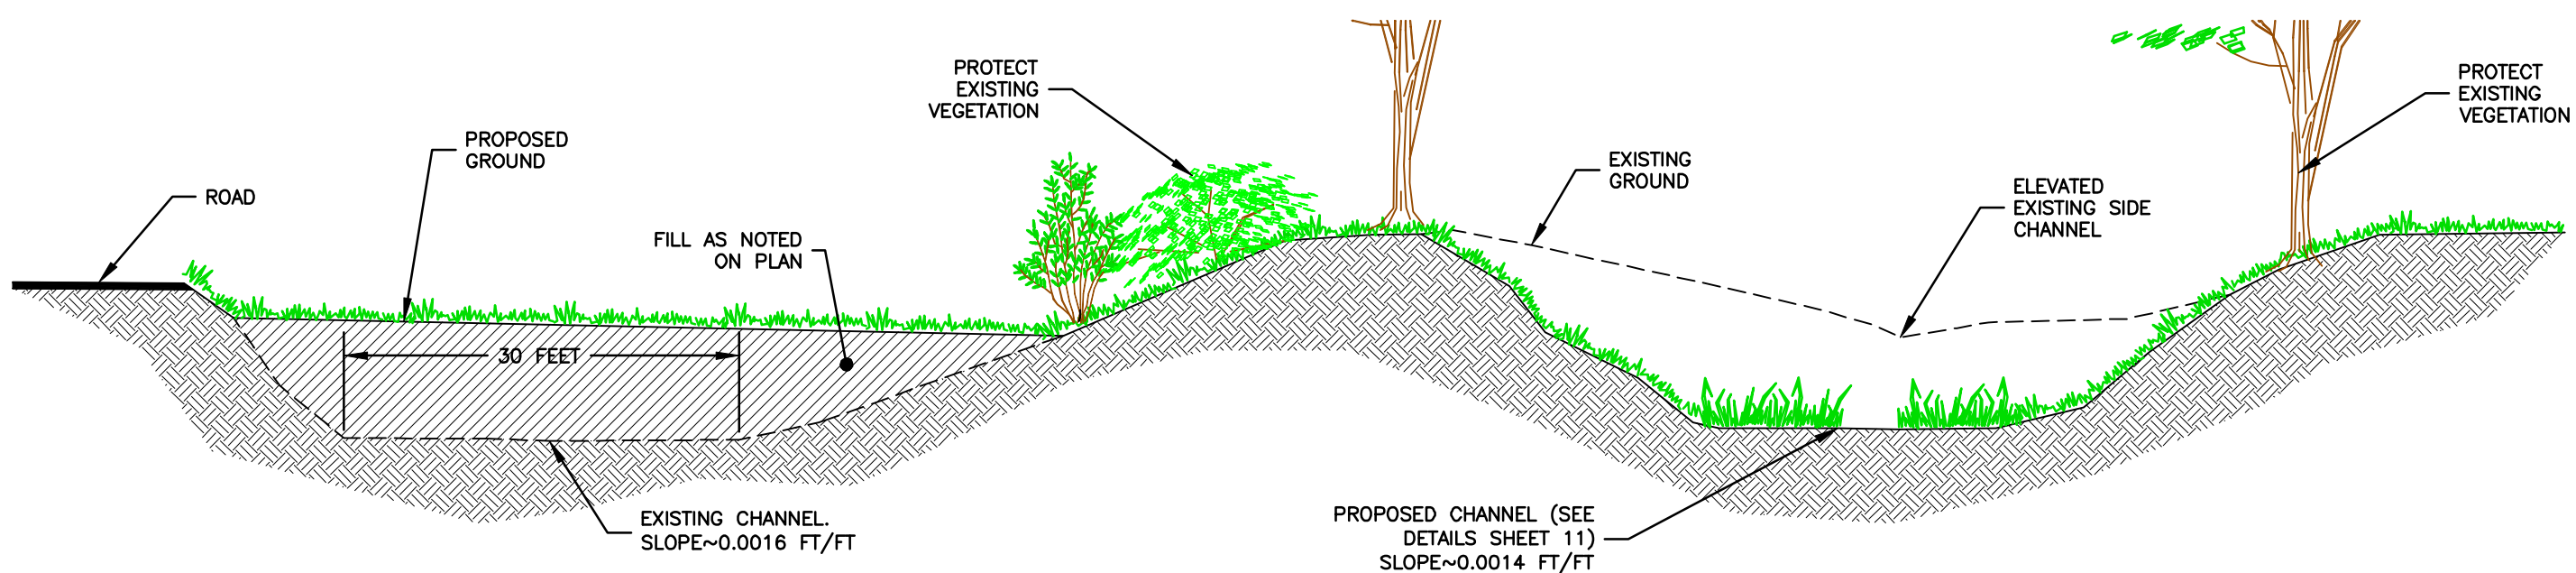 ROAD
PROPOSED
GROUND
FILL AS NOTED
ON PLAN
30 FEET
EXISTING CHANNEL.
SLOPE~0.0016 FT/FT
PROTECT
EXISTING
VEGETATION
EXISTING
GROUND
ELEVATED
EXISTING SIDE
CHANNEL
PROTECT
EXISTING
VEGETATION
PROPOSED CHANNEL (SEE
DETAILS SHEET 11)
SLOPE~0.0014 FT/FT